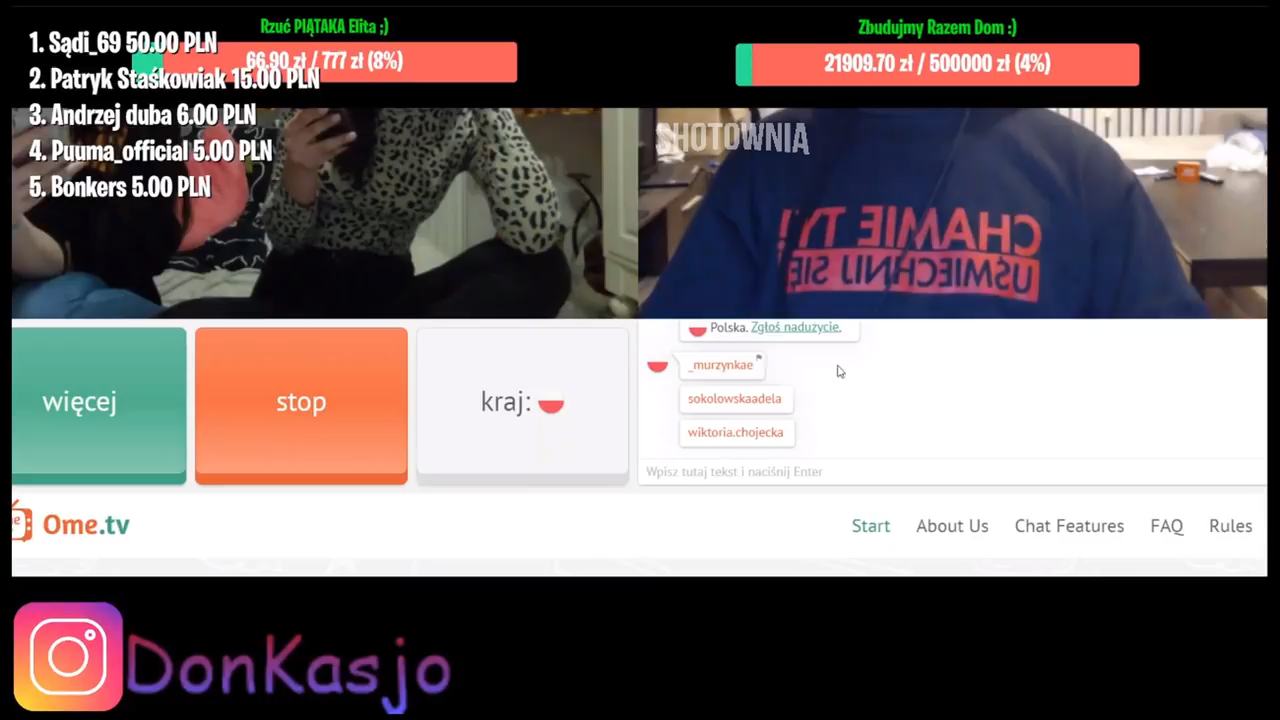 Rzuć PIĄTAKA Elita ;)
66.90 zł / 777 zł (8%)
Zbudujmy Razem Dom :)
21909.70 zł / 500000 zł (4%)
1. Sądi_69 50.00 PLN
2. Patryk Staśkowiak 15.00 PLN
3. Andrzej duba 6.00 PLN
4. Puuma_official 5.00 PLN
5. Bonkers 5.00 PLN
SHOTOWNIA
CHAMIE TY!
UŚMIECHNIJ SIĘ
więcej
stop
kraj:
Polska. Zgłoś nadużycie.
_murzynkae
sokolowskaadela
wiktoria.chojecka
Wpisz tutaj tekst i naciśnij Enter
Ome.tv
Start
About Us
Chat Features
FAQ
Rules
DonKasjo